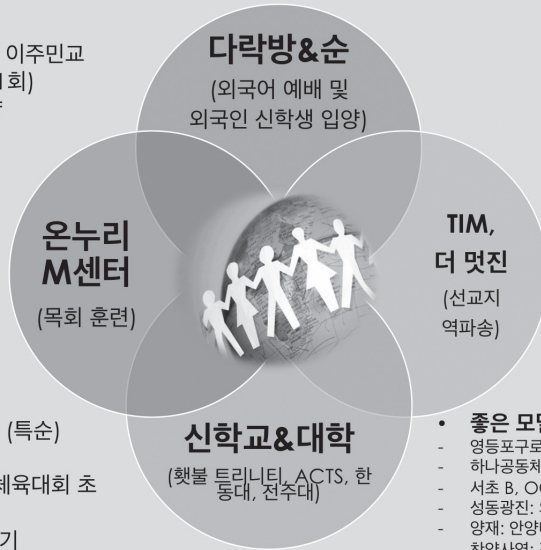 이주민교
회)
다락방&순
(외국어 예배 및
외국인 신학생 입양)
온누리
M센터
(목회 훈련)
TIM,
더 멋진
(선교지
역파송)
신학교&대학
(횃불 트리니티, ACTS, 한
동대, 전주대)
(특순)
체육대회 초
기
• 좋은 모델
- 영등포구로
- 하나공동체
- 서초 B,
- 성동광진:
- 양재: 안양